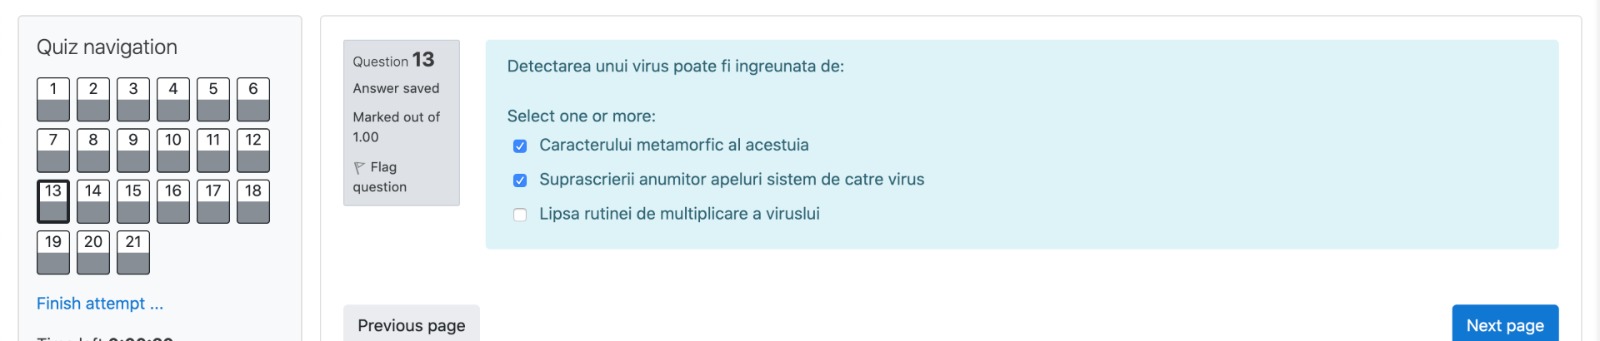 Quiz navigation
1 2 3 4 5 6
7 8 9 10 11 12
13 14 15 16 17 18
19 20 21
Finish attempt ...
Question 13
Answer saved
Marked out of
1.00
Flag
question
Detectarea unui virus poate fi ingreunata de:
Select one or more:
Caracterului metamorfic al acestuia
Suprascrierii anumitor apeluri sistem de catre virus
Lipsa rutinei de multiplicare a viruslui
Previous page
Next page